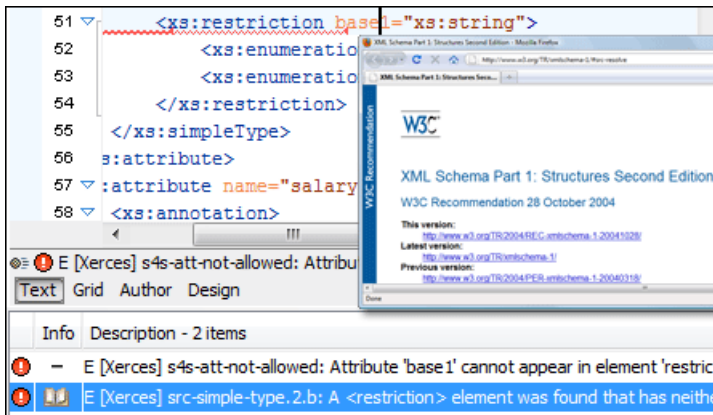 51 <xs:restriction base1="xs:string">
52 <xs:enumeratio
53 <xs:enumeratio
54 </xs:restriction>
55 </xs:simpleType>
56 s:attribute>
57 :attribute name="salary
58 <xs:annotation>
E [Xerces] s4s-att-not-allowed: Attribu
Text Grid Author Design
XML Schema Part 1: Structures Second Edition - Mozilla Firefox
http://www.w3.org/TR/xmlschema-1/#src-resolve
XML Schema Part 1: Structures Seco...
W3C Recommendation
W3C
XML Schema Part 1: Structures Second Edition
W3C Recommendation 28 October 2004
This version:
http://www.w3.org/TR/2004/REC-xmlschema-1-20041028/
Latest version:
http://www.w3.org/TR/xmlschema-1/
Previous version:
http://www.w3.org/TR/2004/PER-xmlschema-1-20040318/
Done
Info Description - 2 items
E [Xerces] s4s-att-not-allowed: Attribute 'base1' cannot appear in element 'restric
E [Xerces] src-simple-type.2.b: A <restriction> element was found that has neithe